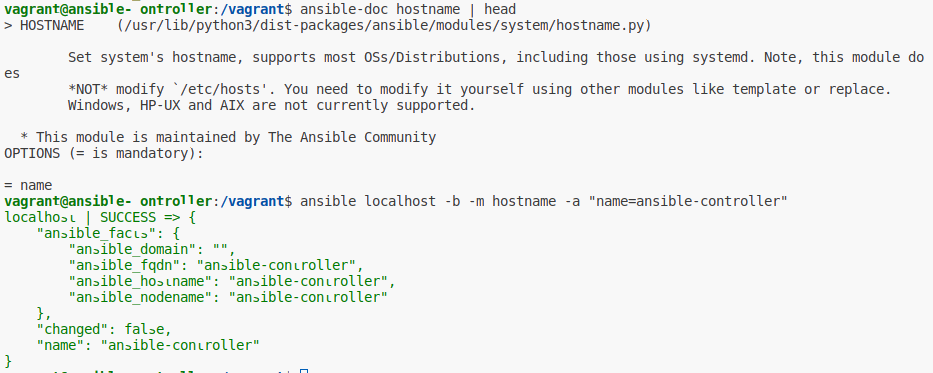 vagrant@ansible- ontroller:/vagrant$ ansible-doc hostname | head
> HOSTNAME    (/usr/lib/python3/dist-packages/ansible/modules/system/hostname.py)
        Set system's hostname, supports most OSs/Distributions, including those using systemd. Note, this module do
es
        *NOT* modify `/etc/hosts'. You need to modify it yourself using other modules like template or replace.
        Windows, HP-UX and AIX are not currently supported.
  * This module is maintained by The Ansible Community
OPTIONS (= is mandatory):
= name
vagrant@ansible- ontroller:/vagrant$ ansible localhost -b -m hostname -a "name=ansible-controller"
localhost | SUCCESS => {
    "ansible_facts": {
        "ansible_domain": "",
        "ansible_fqdn": "ansible-controller",
        "ansible_hostname": "ansible-controller",
        "ansible_nodename": "ansible-controller"
    },
    "changed": false,
    "name": "ansible-controller"
}